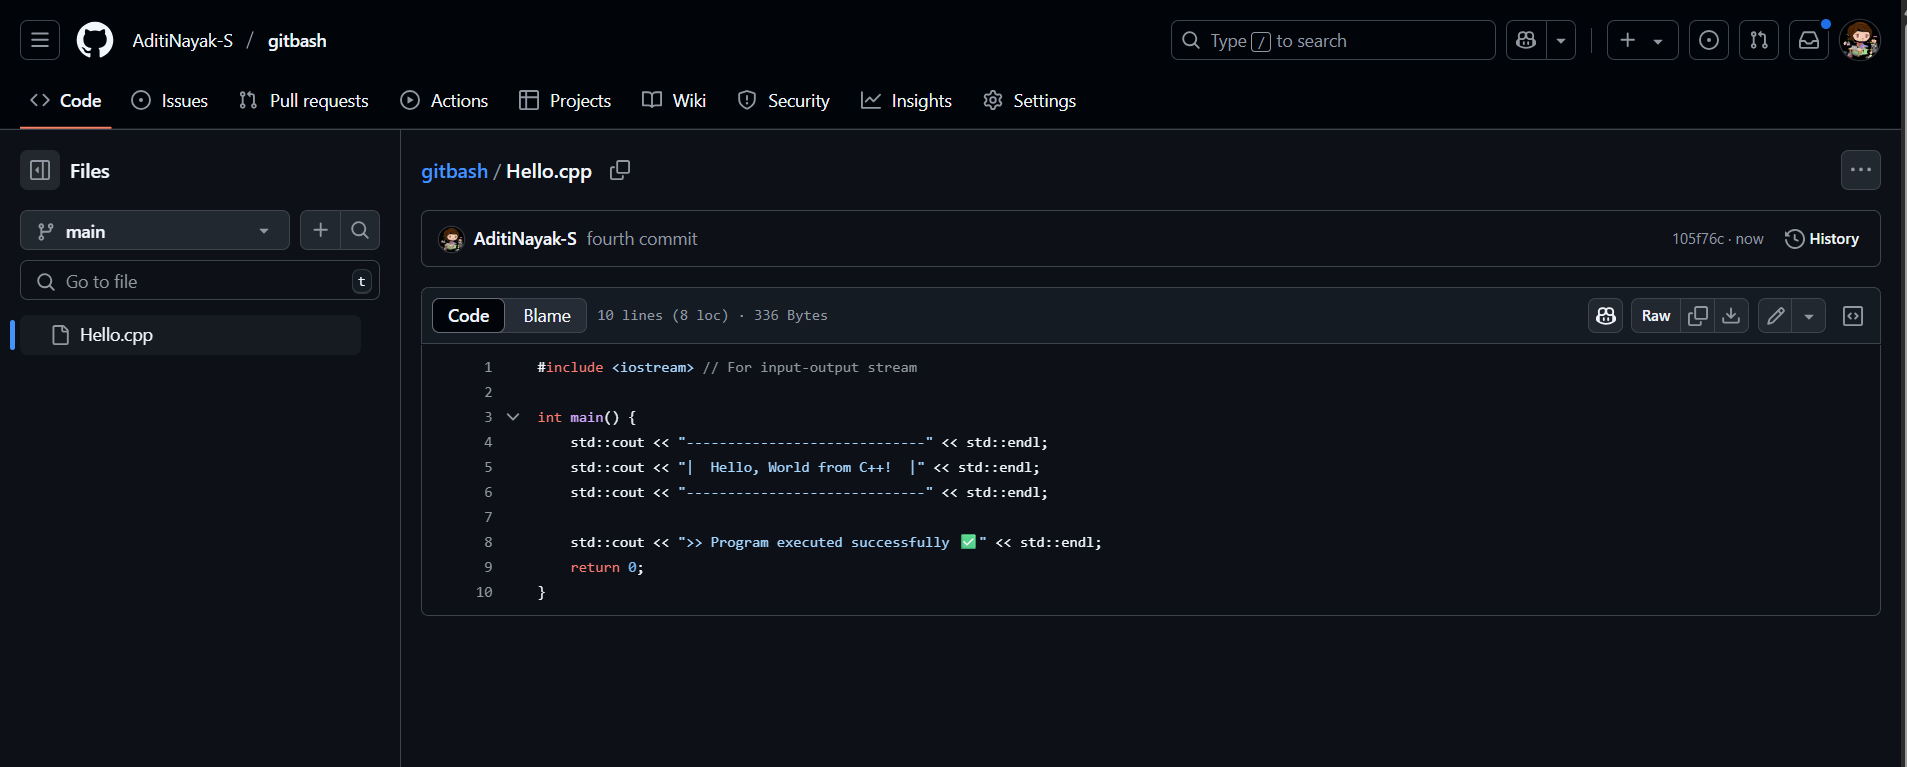 AditiNayak-S / gitbash
Type / to search
Code Issues Pull requests Actions Projects Wiki Security Insights Settings
Files
main
Go to file t
Hello.cpp
gitbash / Hello.cpp
AditiNayak-S fourth commit 105f76c · now History
Code Blame 10 lines (8 loc) · 336 Bytes Raw
1 #include <iostream> // For input-output stream
2
3 int main() {
4     std::cout << "-----------------------------" << std::endl;
5     std::cout << "|  Hello, World from C++!  |" << std::endl;
6     std::cout << "-----------------------------" << std::endl;
7
8     std::cout << ">> Program executed successfully ✅" << std::endl;
9     return 0;
10 }